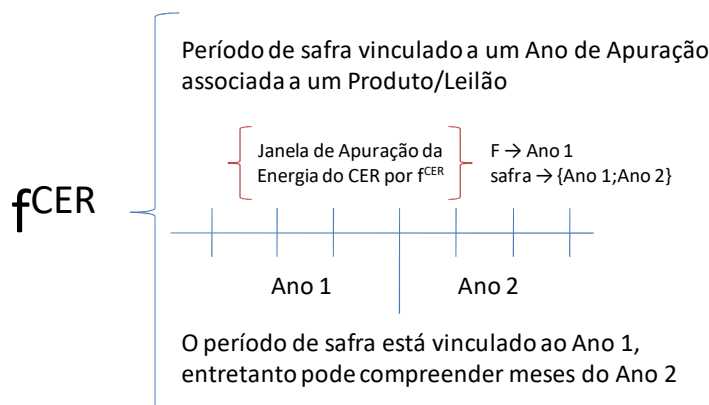 Período de safra vinculado a um Ano de Apuração
associada a um Produto/Leilão
Janela de Apuração da
Energia do CER por fᶜᴱᴿ
F → Ano 1
safra → {Ano 1;Ano 2}
fᶜᴱᴿ
Ano 1
Ano 2
O período de safra está vinculado ao Ano 1,
entretanto pode compreender meses do Ano 2